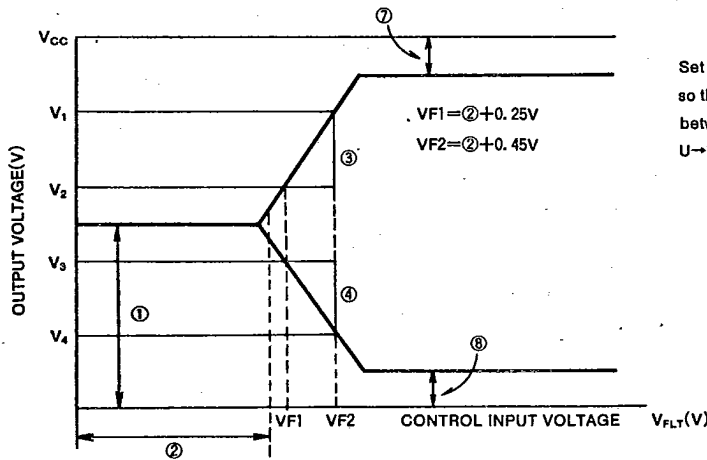 ⑦
VCC
Set
so th
betw
U→
V1
VF1=②+0.25V
VF2=②+0.45V
③
V2
OUTPUT VOLTAGE(V)
V3
①
④
V4
⑧
VF1 VF2 CONTROL INPUT VOLTAGE VFLT(V)
②